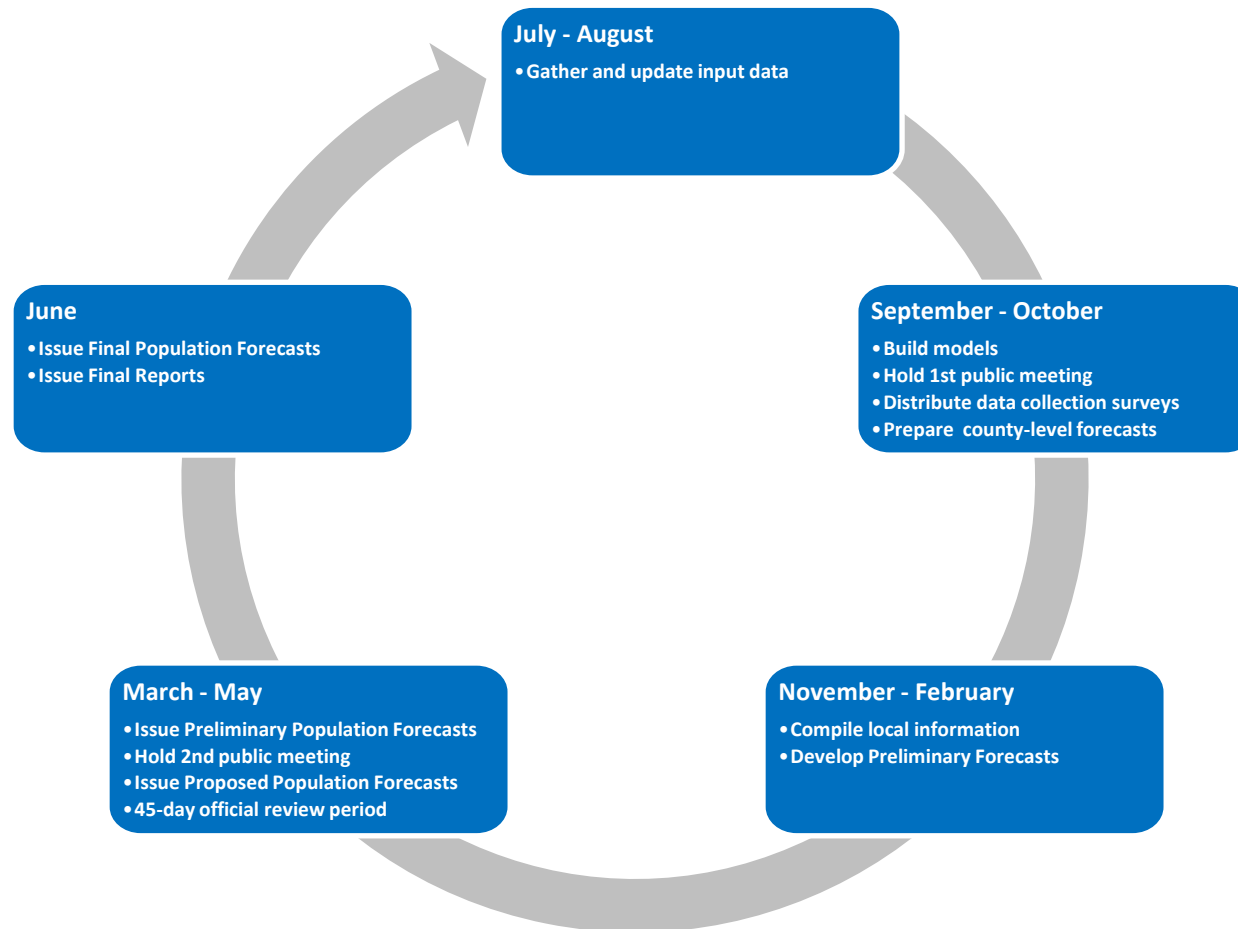 July - August
•Gather and update input data
September - October
•Build models
•Hold 1st public meeting
•Distribute data collection surveys
•Prepare  county-level forecasts
November - February
•Compile local information
•Develop Preliminary Forecasts
March - May
•Issue Preliminary Population Forecasts
•Hold 2nd public meeting
•Issue Proposed Population Forecasts
•45-day official review period
June
•Issue Final Population Forecasts
•Issue Final Reports